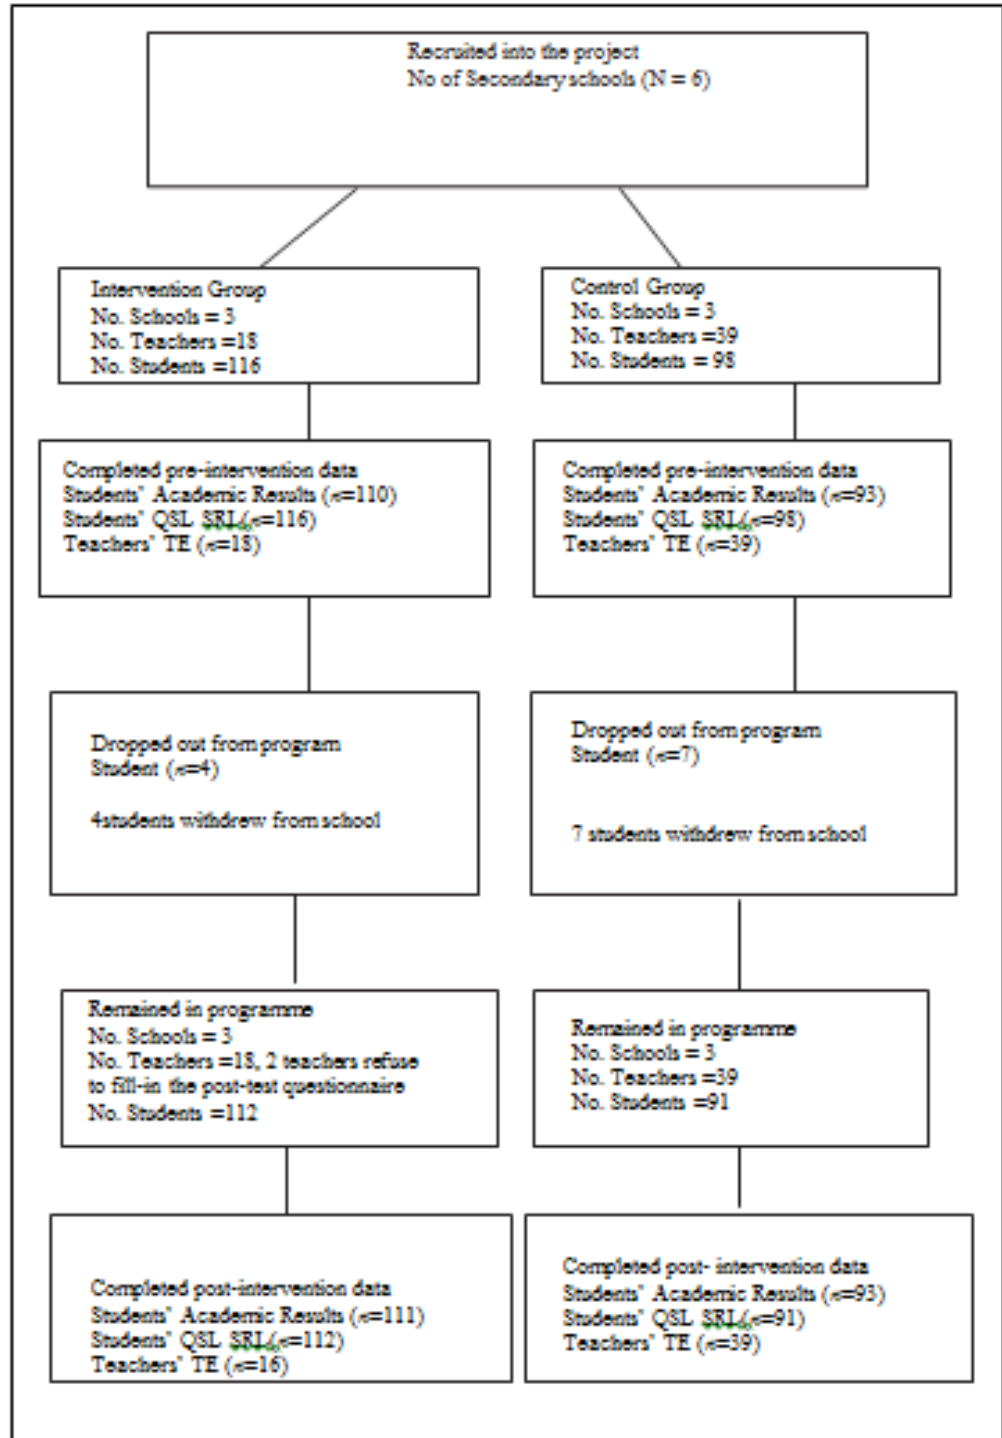 Recruited into the project
No of Secondary schools (N = 6)
Intervention Group
No. Schools = 3
No. Teachers =18
No. Students =116
Control Group
No. Schools = 3
No. Teachers =39
No. Students = 98
Completed pre-intervention data
Students' Academic Results (n=110)
Students' QSL SRL(n=116)
Teachers' TE (n=18)
Completed pre-intervention data
Students' Academic Results (n=93)
Students' QSL SRL(n=98)
Teachers' TE (n=39)
Dropped out from program
Student (n=4)
4students withdrew from school
Dropped out from program
Student (n=7)
7 students withdrew from school
Remained in programme
No. Schools = 3
No. Teachers =18, 2 teachers refuse
to fill-in the post-test questionnaire
No. Students =112
Remained in programme
No. Schools = 3
No. Teachers =39
No. Students =91
Completed post-intervention data
Students' Academic Results (n=111)
Students' QSL SRL(n=112)
Teachers' TE (n=16)
Completed post- intervention data
Students' Academic Results (n=93)
Students' QSL SRL(n=91)
Teachers' TE (n=39)